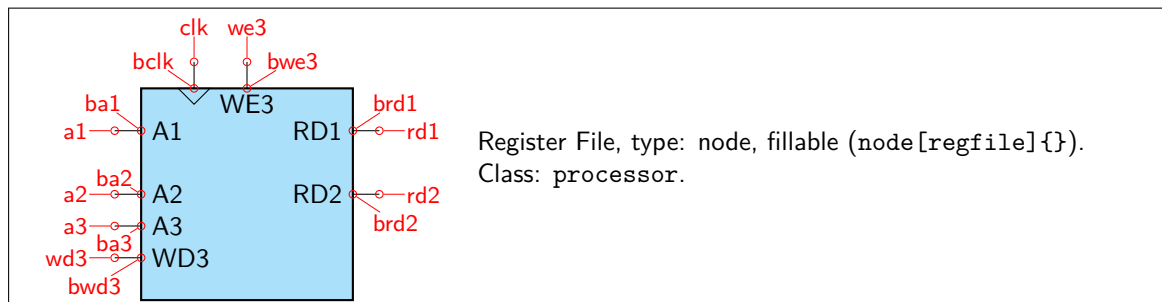 clk we3
bclk bwe3
WE3
ba1 brd1
a1 A1 RD1 rd1
Register File, type: node, fillable (node[regfile]{}).
Class: processor.
ba2
a2 A2 RD2 rd2
a3 A3 brd2
ba3
wd3 WD3
bwd3